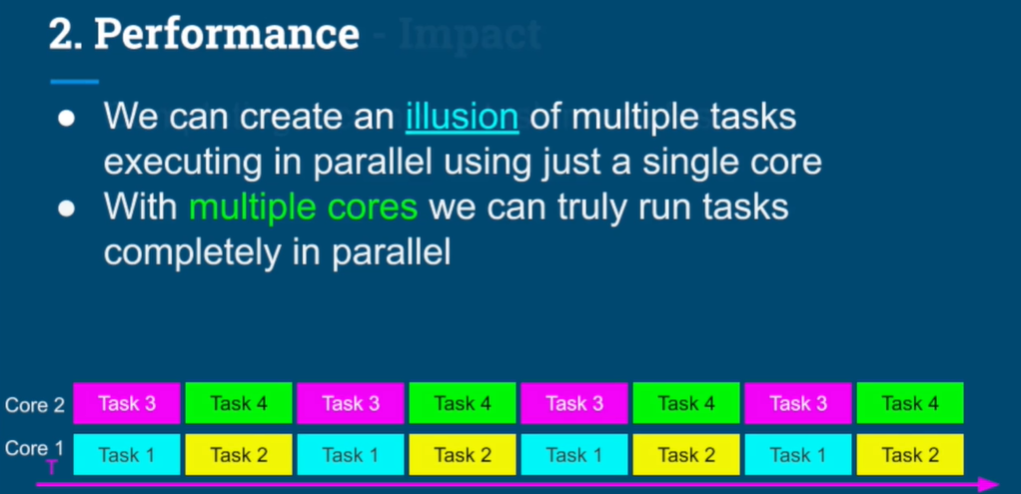 2. Performance - Impact
● We can create an illusion of multiple tasks
executing in parallel using just a single core
● With multiple cores we can truly run tasks
completely in parallel
Core 2 Task 3 Task 4 Task 3 Task 4 Task 3 Task 4 Task 3 Task 4
Core 1 Task 1 Task 2 Task 1 Task 2 Task 1 Task 2 Task 1 Task 2
T